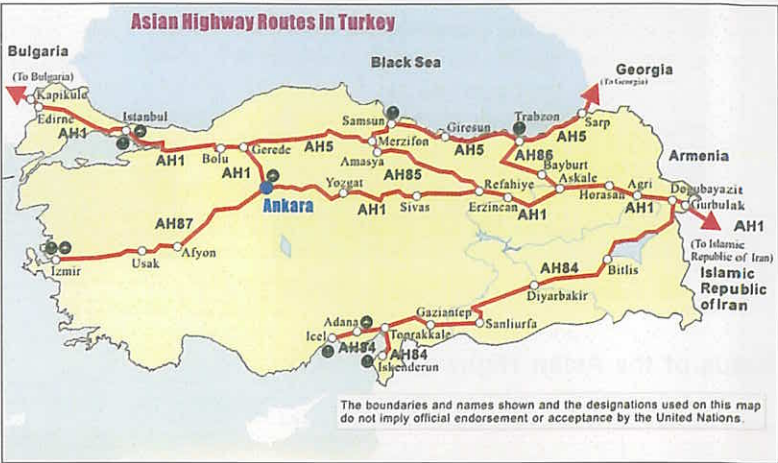 Asian Highway Routes in Turkey
Bulgaria
(To Bulgaria)
Kapikule
Edirne
AH1
Istanbul
AH1
Bolu
Gerede
AH1
AH5
Black Sea
Samsun
Merzifon
Amasya
Giresun
AH5
Trabzon
AH5
Sarp
Georgia
(To Georgia)
AH86
Bayburt
AH85
Armenia
Ankara
Yozgat
AH1
Sivas
Refahiye
Erzincan
AH1
Askale
Horasan
Agri
AH1
Dogubayazit
Gurbulak
AH1
(To Islamic
Republic of Iran)
Islamic
Republic
of Iran
AH87
Izmir
Usak
Afyon
AH84
Bitlis
Diyarbakir
Gaziantep
Sanliurfa
Adana
Icel
Toprakkale
AH84
AH84
Iskenderun
The boundaries and names shown and the designations used on this map
do not imply official endorsement or acceptance by the United Nations.